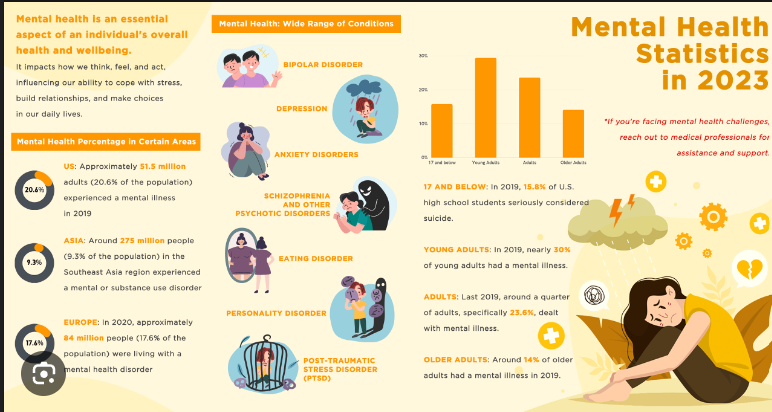 Mental health is an essential
aspect of an individual's overall
health and wellbeing.
It impacts how we think, feel, and act,
influencing our ability to cope with stress,
build relationships, and make choices
in our daily lives.
Mental Health Percentage in Certain Areas
20.6%
US: Approximately 51.5 million
adults (20.6% of the population)
experienced a mental illness
in 2019
9.3%
ASIA: Around 275 million people
(9.3% of the population) in the
Southeast Asia region experienced
a mental or substance use disorder
17.6%
EUROPE: In 2020, approximately
84 million people (17.6% of the
population) were living with a
mental health disorder
Mental Health: Wide Range of Conditions
BIPOLAR DISORDER
DEPRESSION
ANXIETY DISORDERS
SCHIZOPHRENIA
AND OTHER
PSYCHOTIC DISORDERS
EATING DISORDER
PERSONALITY DISORDER
POST-TRAUMATIC
STRESS DISORDER
(PTSD)
Mental Health
Statistics
in 2023
*If you're facing mental health challenges,
reach out to medical professionals for
assistance and support.
30%
20%
10%
0%
17 and below
Young Adults
Adults
Older Adults
17 AND BELOW: In 2019, 15.8% of U.S.
high school students seriously considered
suicide.
YOUNG ADULTS: In 2019, nearly 30%
of young adults had a mental illness.
ADULTS: Last 2019, around a quarter
of adults, specifically 23.6%, dealt
with mental illness.
OLDER ADULTS: Around 14% of older
adults had a mental illness in 2019.